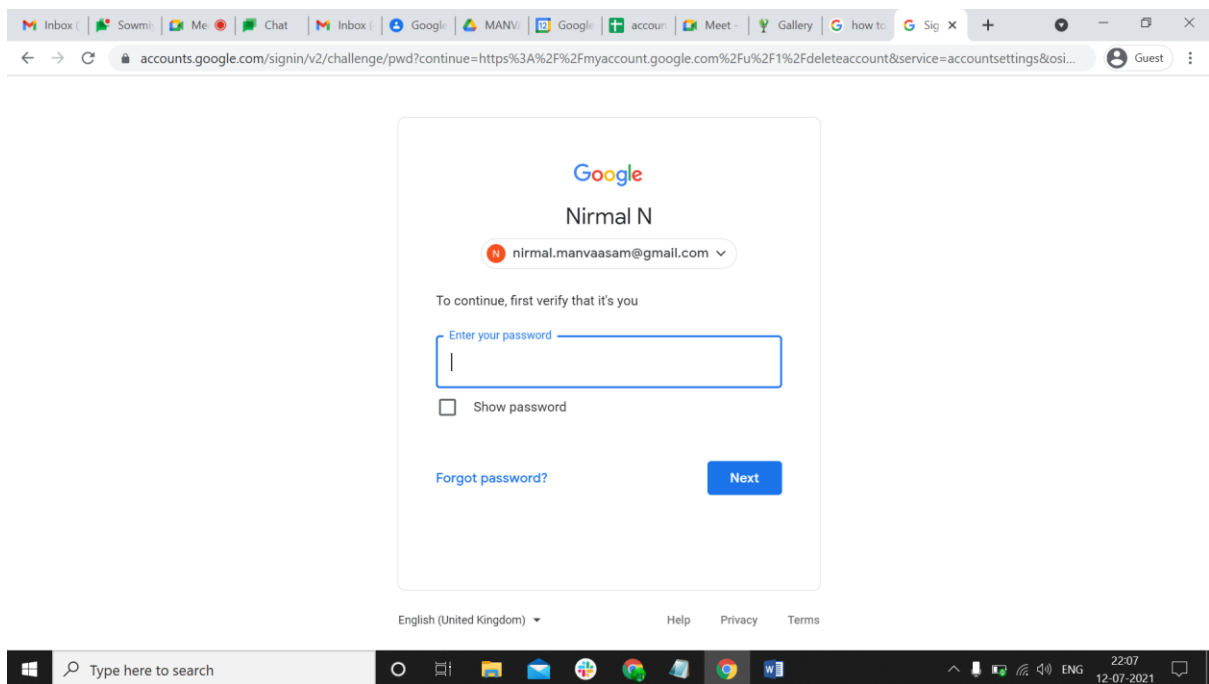 Inbox ( Sowmi Me Chat Inbox ( Google MANV Google accoun Meet - Gallery how to Sig
accounts.google.com/signin/v2/challenge/pwd?continue=https%3A%2F%2Fmyaccount.google.com%2Fu%2F1%2Fdeleteaccount&service=accountsettings&osi... Guest
Google
Nirmal N
N nirmal.manvaasam@gmail.com
To continue, first verify that it's you
Enter your password
Show password
Forgot password? Next
English (United Kingdom) Help Privacy Terms
Type here to search ENG 22:07
12-07-2021